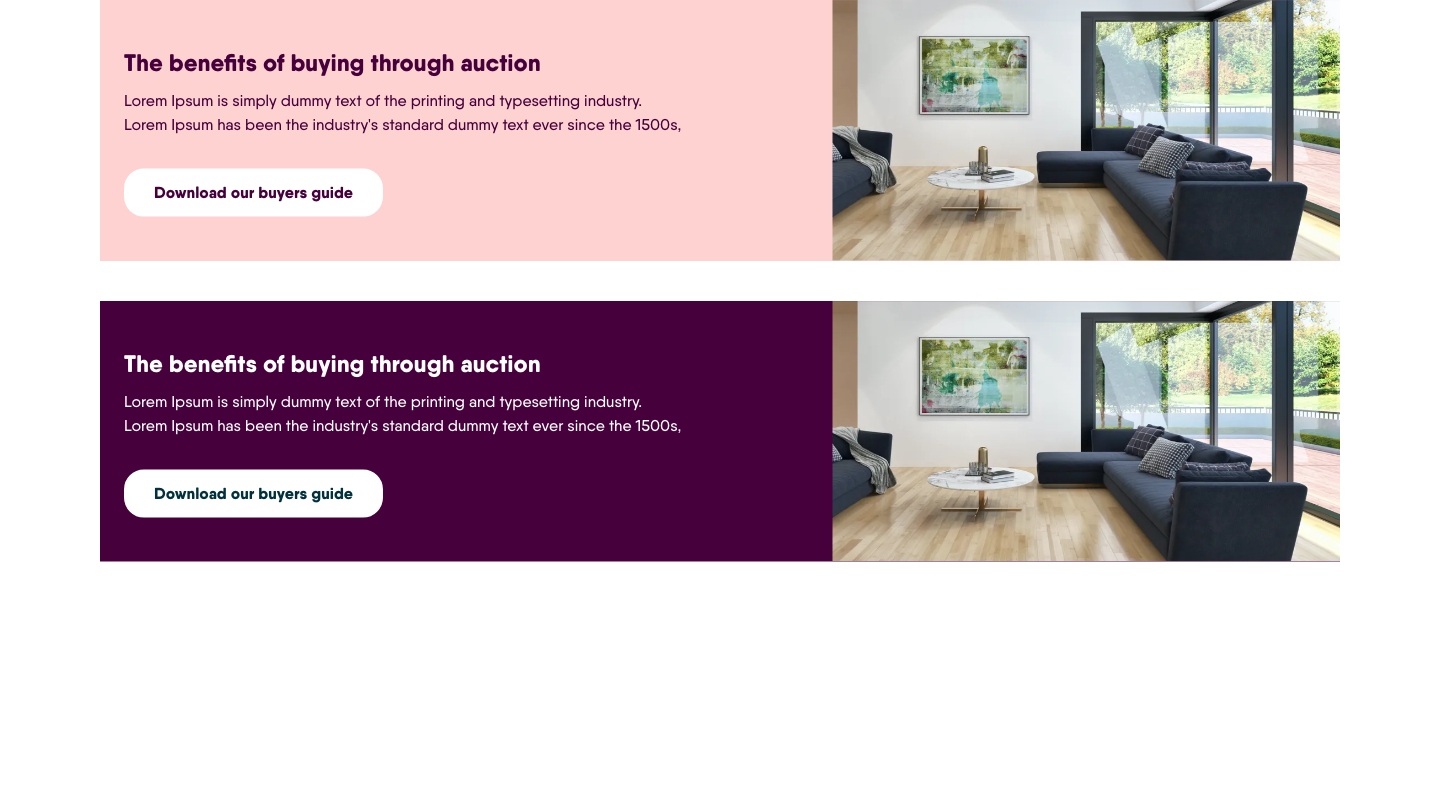 The benefits of buying through auction
Lorem Ipsum is simply dummy text of the printing and typesetting industry.
Lorem Ipsum has been the industry's standard dummy text ever since the 1500s,
Download our buyers guide
The benefits of buying through auction
Lorem Ipsum is simply dummy text of the printing and typesetting industry.
Lorem Ipsum has been the industry's standard dummy text ever since the 1500s,
Download our buyers guide